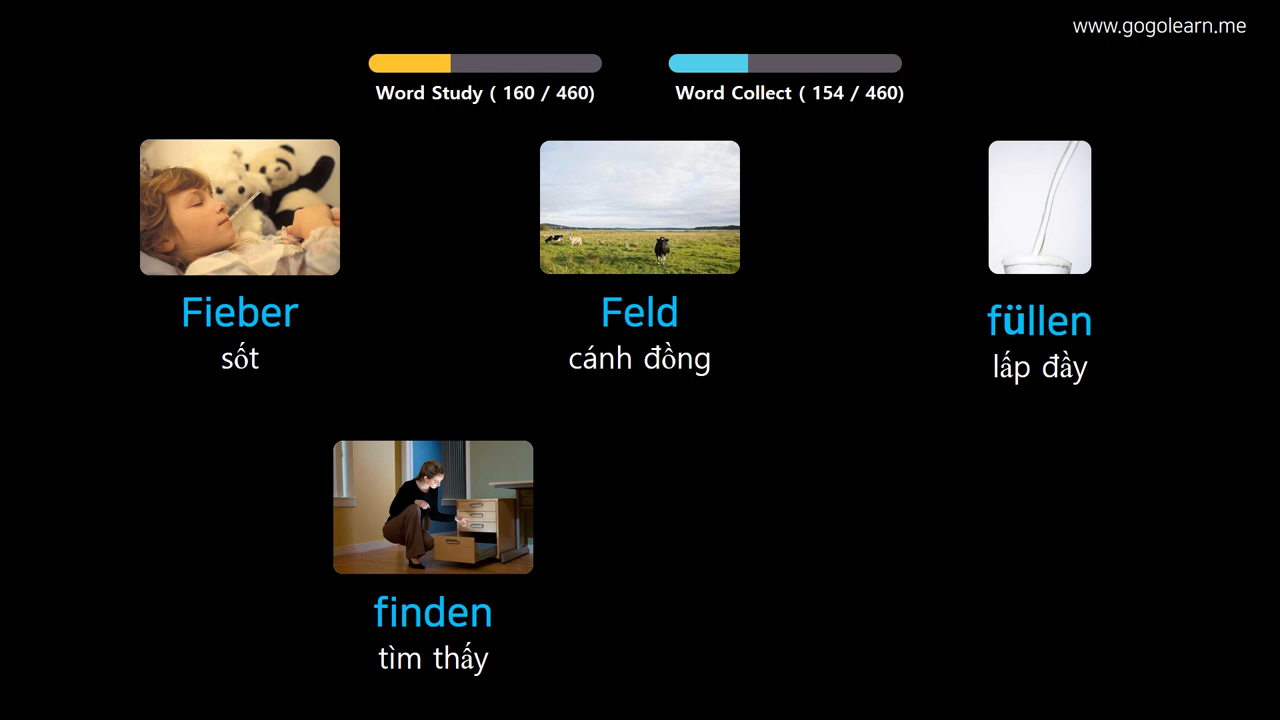 www.gogolearn.me
Word Study ( 160 / 460)
Word Collect ( 154 / 460)
Fieber
sốt
Feld
cánh đồng
füllen
lấp đầy
finden
tìm thấy